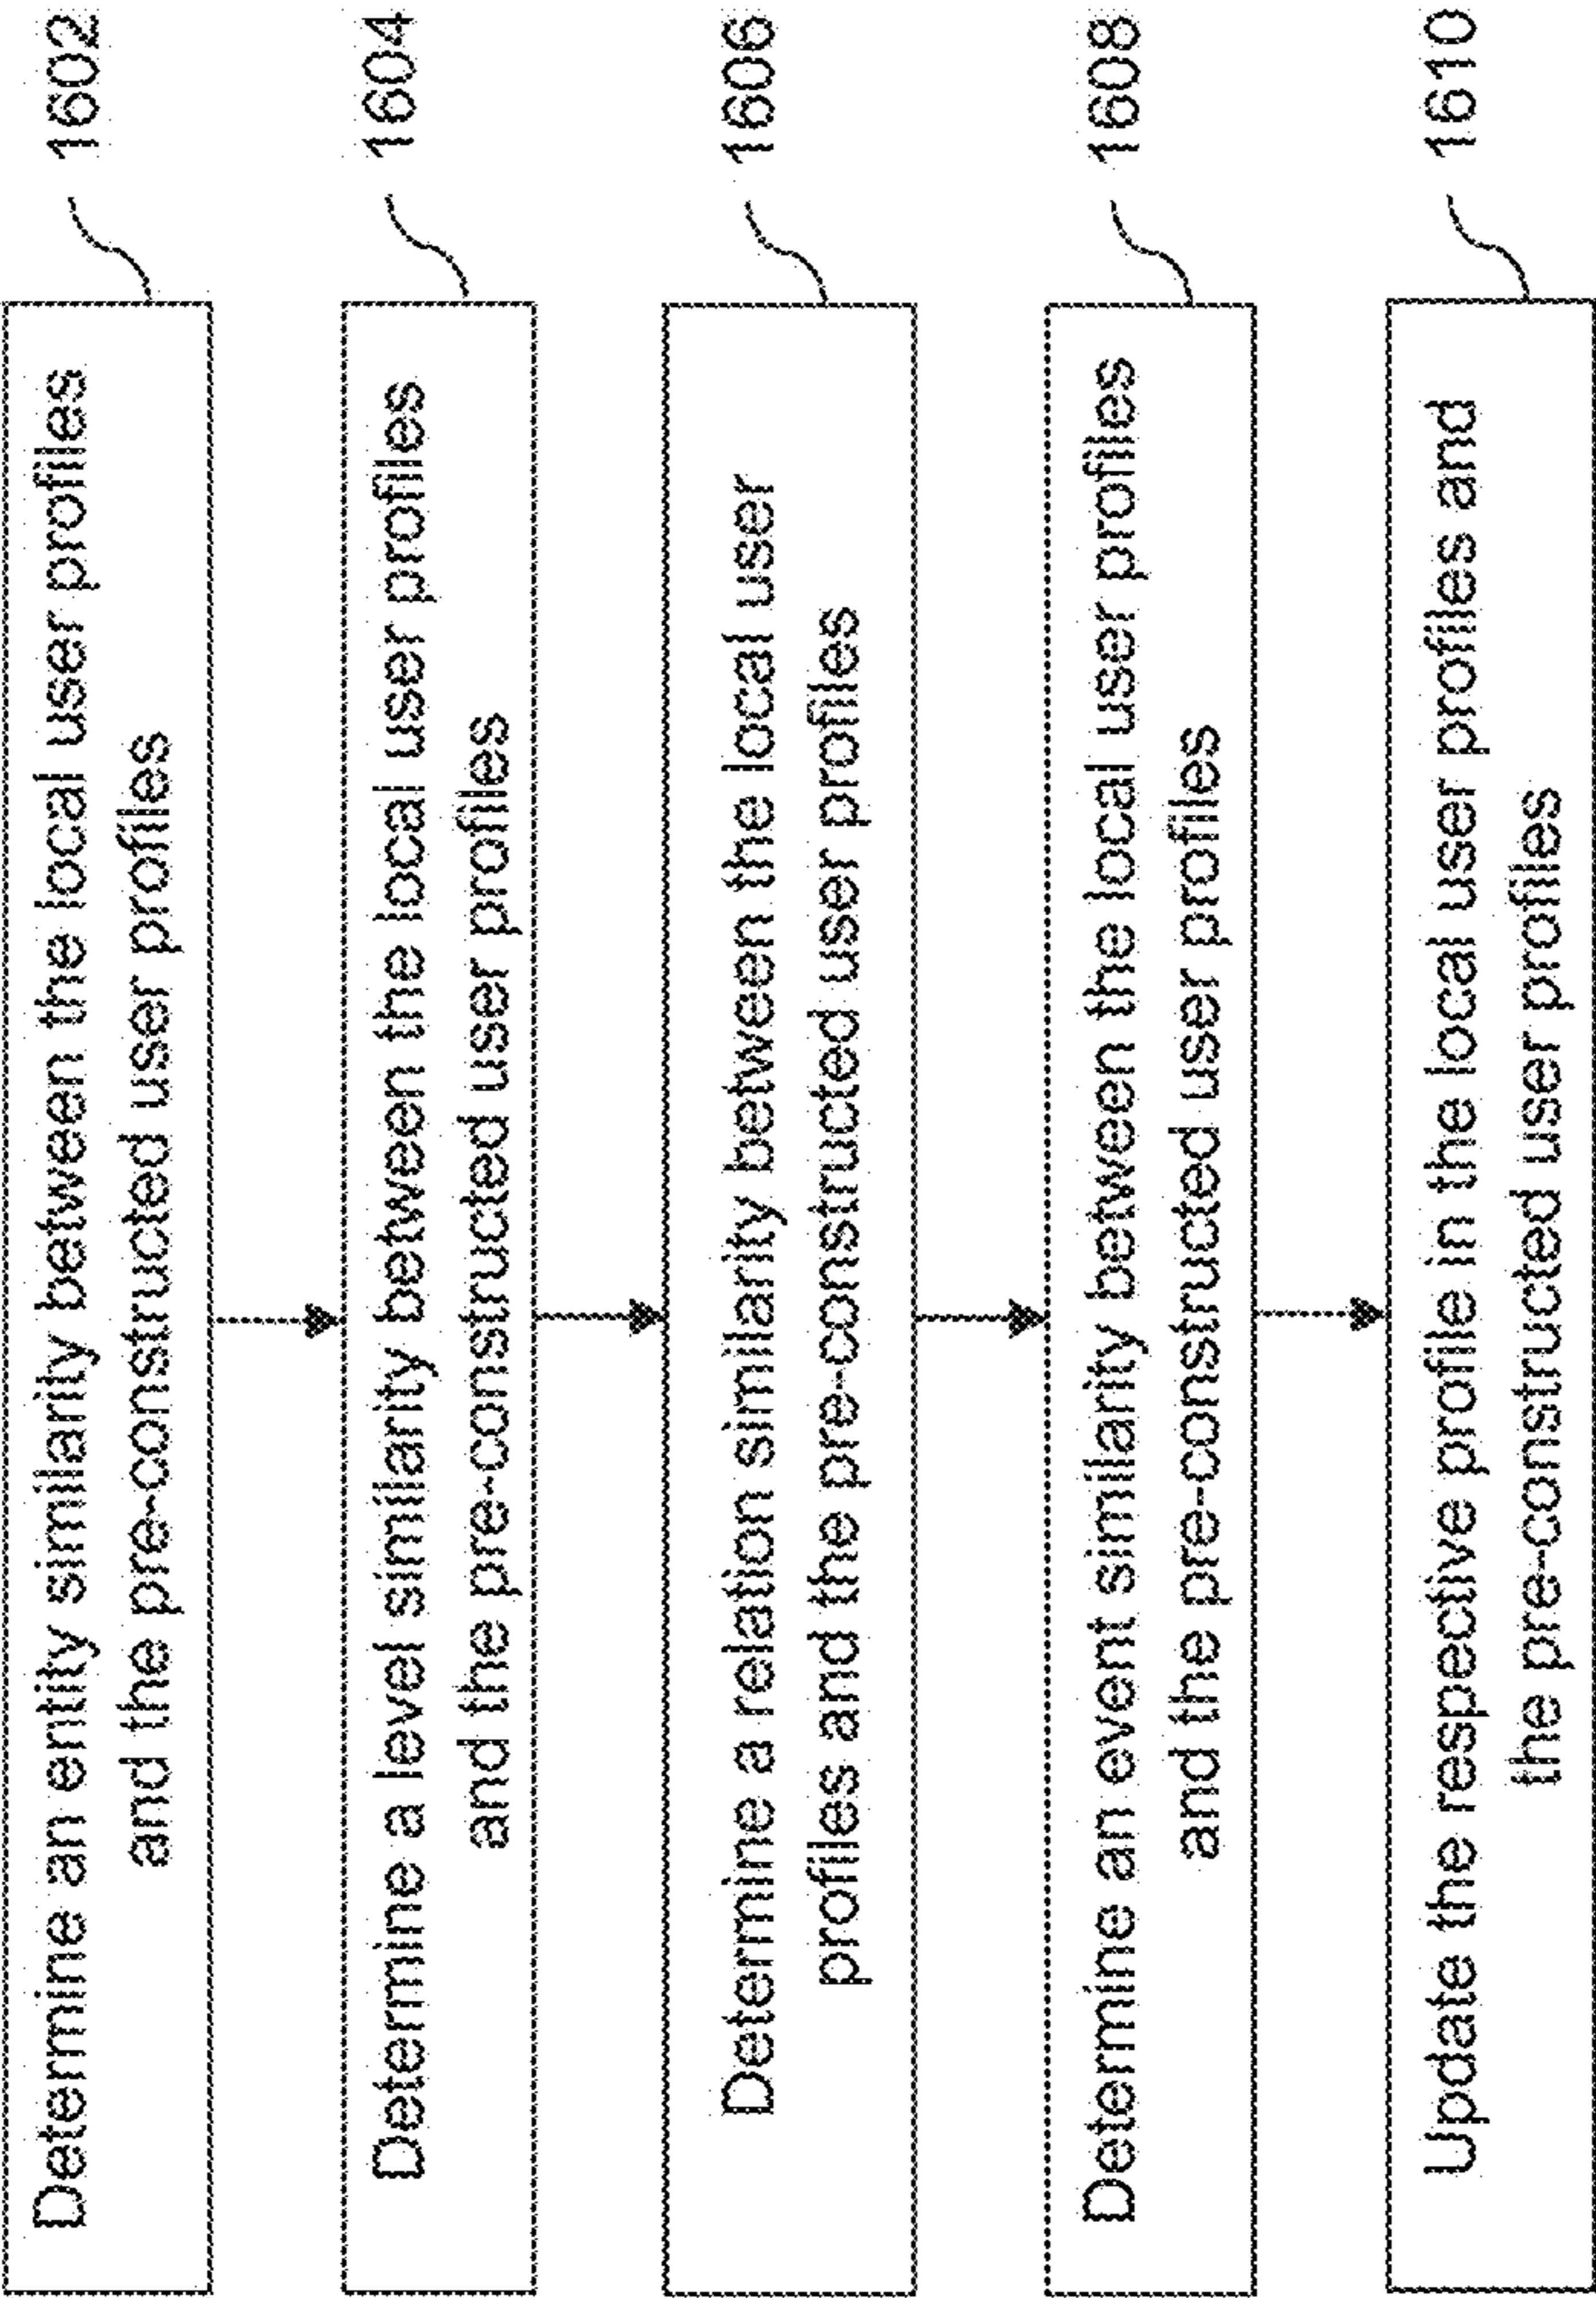 Determine an entity similarity between the local user profiles
and the pre-constructed user profiles
1602
Determine a level similarity between the local user profiles
and the pre-constructed user profiles
1604
Determine a relation similarity between the local user
profiles and the pre-constructed user profiles
1606
Determine an event similarity between the local user profiles
and the pre-constructed user profiles
1608
Update the respective profile in the local user profiles and
the pre-constructed user profiles
1610